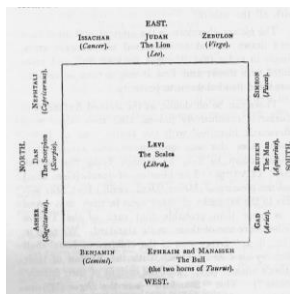 EAST.
ISSACHAR
(Cancer).
JUDAH
The Lion
(Leo).
ZEBULON
(Virgo).
NEPHTALI
(Capricornus).
SIMEON
(Pisces).
NORTH.
DAN
The Scorpion
(Scorpio).
LEVI
The Scales
(Libra).
REUBEN
The Man
(Aquarius).
SOUTH.
ASHER
(Sagittarius).
GAD
(Aries).
BENJAMIN
(Gemini).
EPHRAIM and MANASSEH
The Bull
(the two horns of Taurus).
WEST.